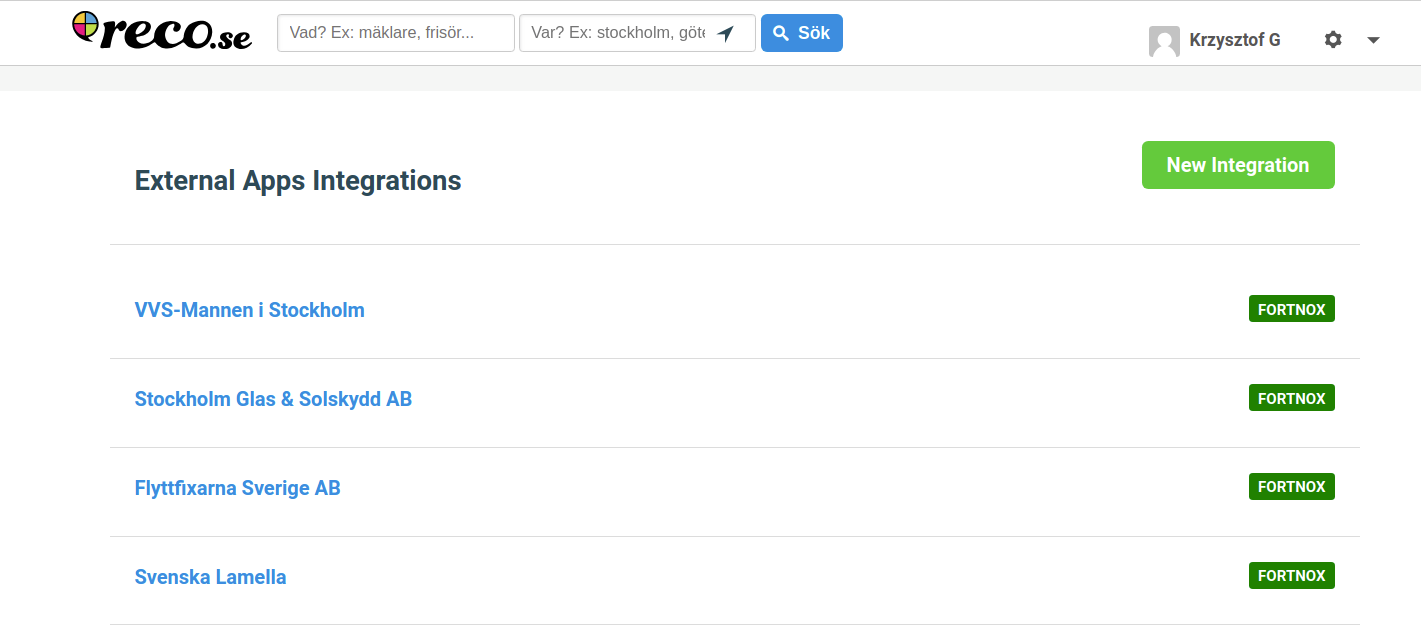 reco.se
Vad? Ex: mäklare, frisör...
Var? Ex: stockholm, göte
Sök
Krzysztof G
External Apps Integrations
New Integration
VVS-Mannen i Stockholm
FORTNOX
Stockholm Glas & Solskydd AB
FORTNOX
Flyttfixarna Sverige AB
FORTNOX
Svenska Lamella
FORTNOX